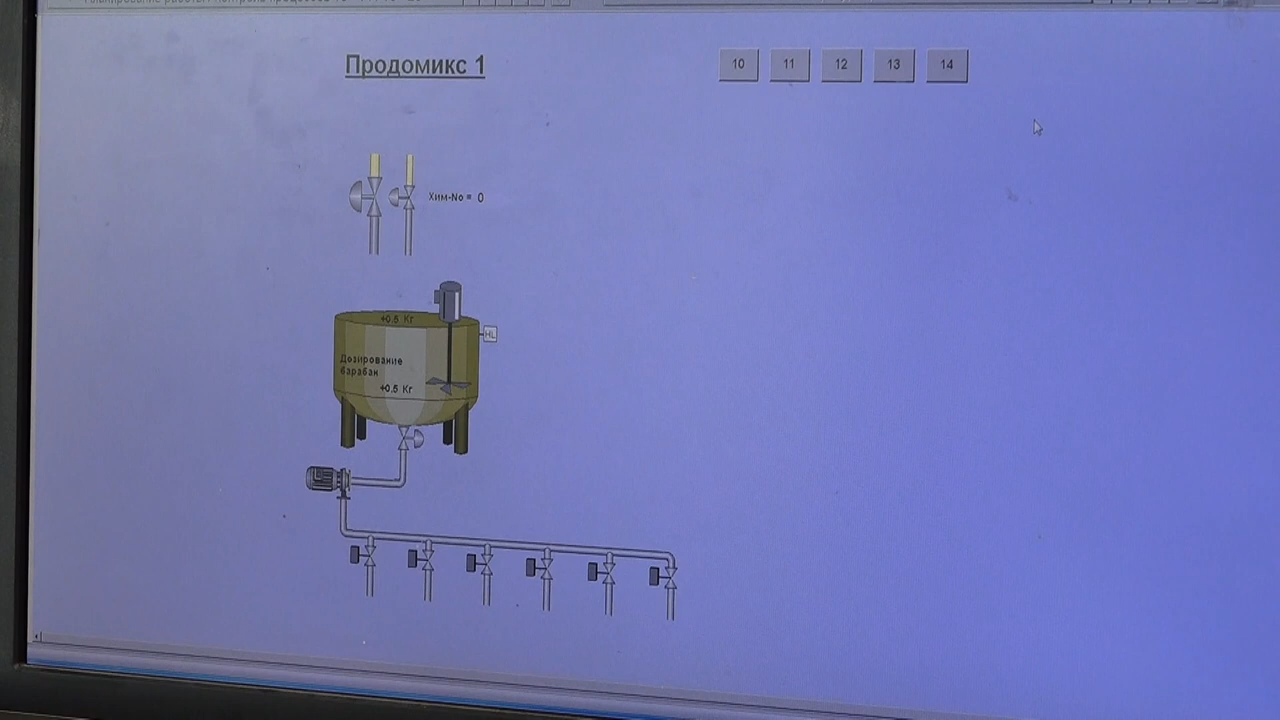 Продомикс 1
10 11 12 13 14
Хим-No = 0
+0.5 Кг
HL
Дозирование
барабан
+0.5 Кг